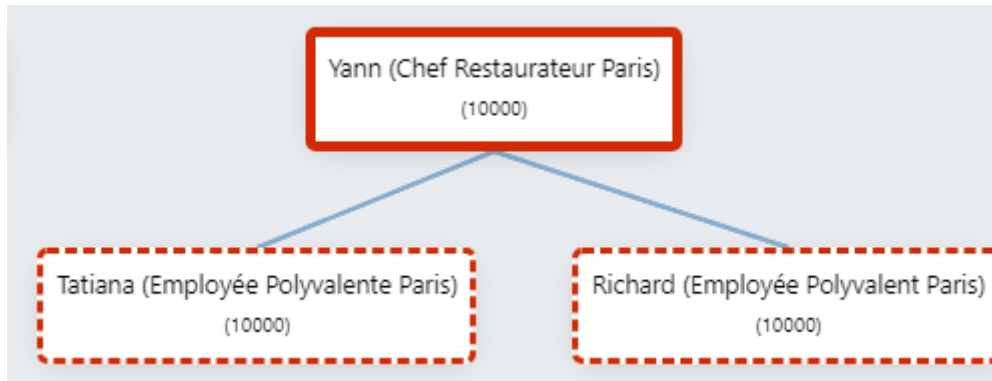 Yann (Chef Restaurateur Paris)
(10000)
Tatiana (Employée Polyvalente Paris)
(10000)
Richard (Employée Polyvalent Paris)
(10000)